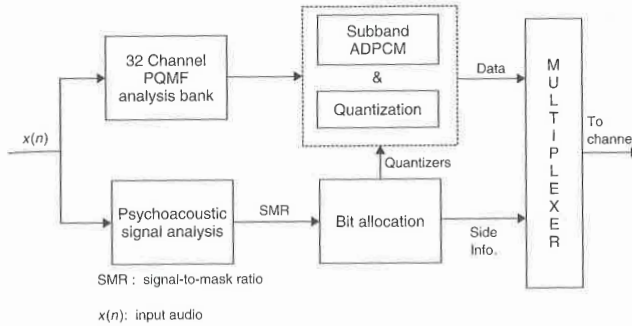 32 Channel
PQMF
analysis bank
Subband
ADPCM
&
Quantization
Data
MULTIPLEXER
To
channel
x(n)
Quantizers
Psychoacoustic
signal analysis
SMR
Bit allocation
Side
Info.
SMR : signal-to-mask ratio
x(n): input audio